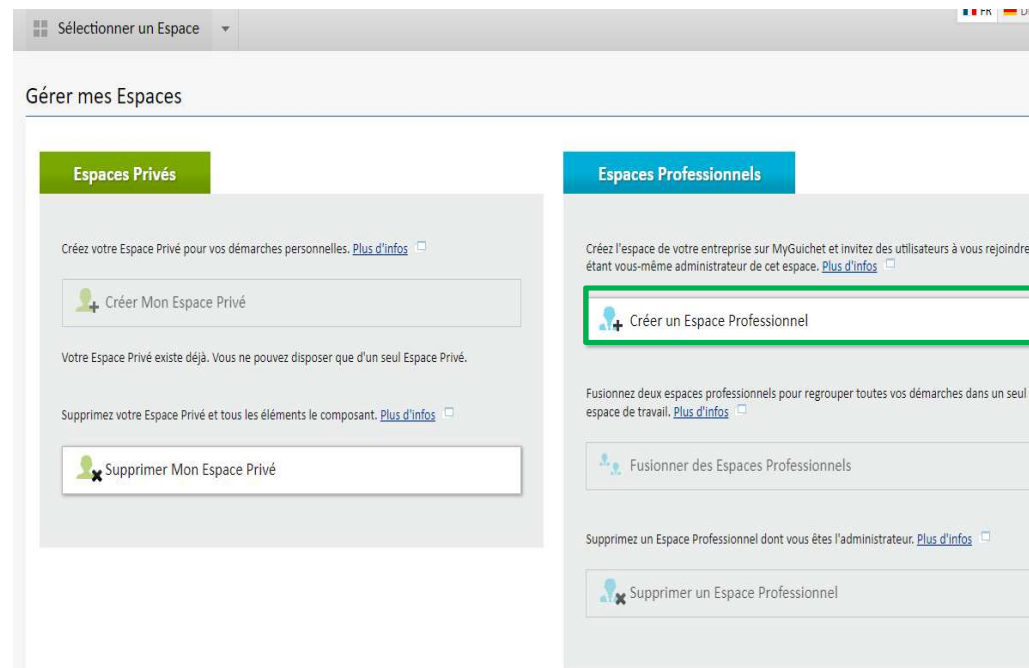 Sélectionner un Espace
FR
Gérer mes Espaces
Espaces Privés
Créez votre Espace Privé pour vos démarches personnelles. Plus d'infos
Créer Mon Espace Privé
Votre Espace Privé existe déjà. Vous ne pouvez disposer que d'un seul Espace Privé.
Supprimez votre Espace Privé et tous les éléments le composant. Plus d'infos
Supprimer Mon Espace Privé
Espaces Professionnels
Créez l'espace de votre entreprise sur MyGuichet et invitez des utilisateurs à vous rejoindre
étant vous-même administrateur de cet espace. Plus d'infos
Créer un Espace Professionnel
Fusionnez deux espaces professionnels pour regrouper toutes vos démarches dans un seul
espace de travail. Plus d'infos
Fusionner des Espaces Professionnels
Supprimez un Espace Professionnel dont vous êtes l'administrateur. Plus d'infos
Supprimer un Espace Professionnel